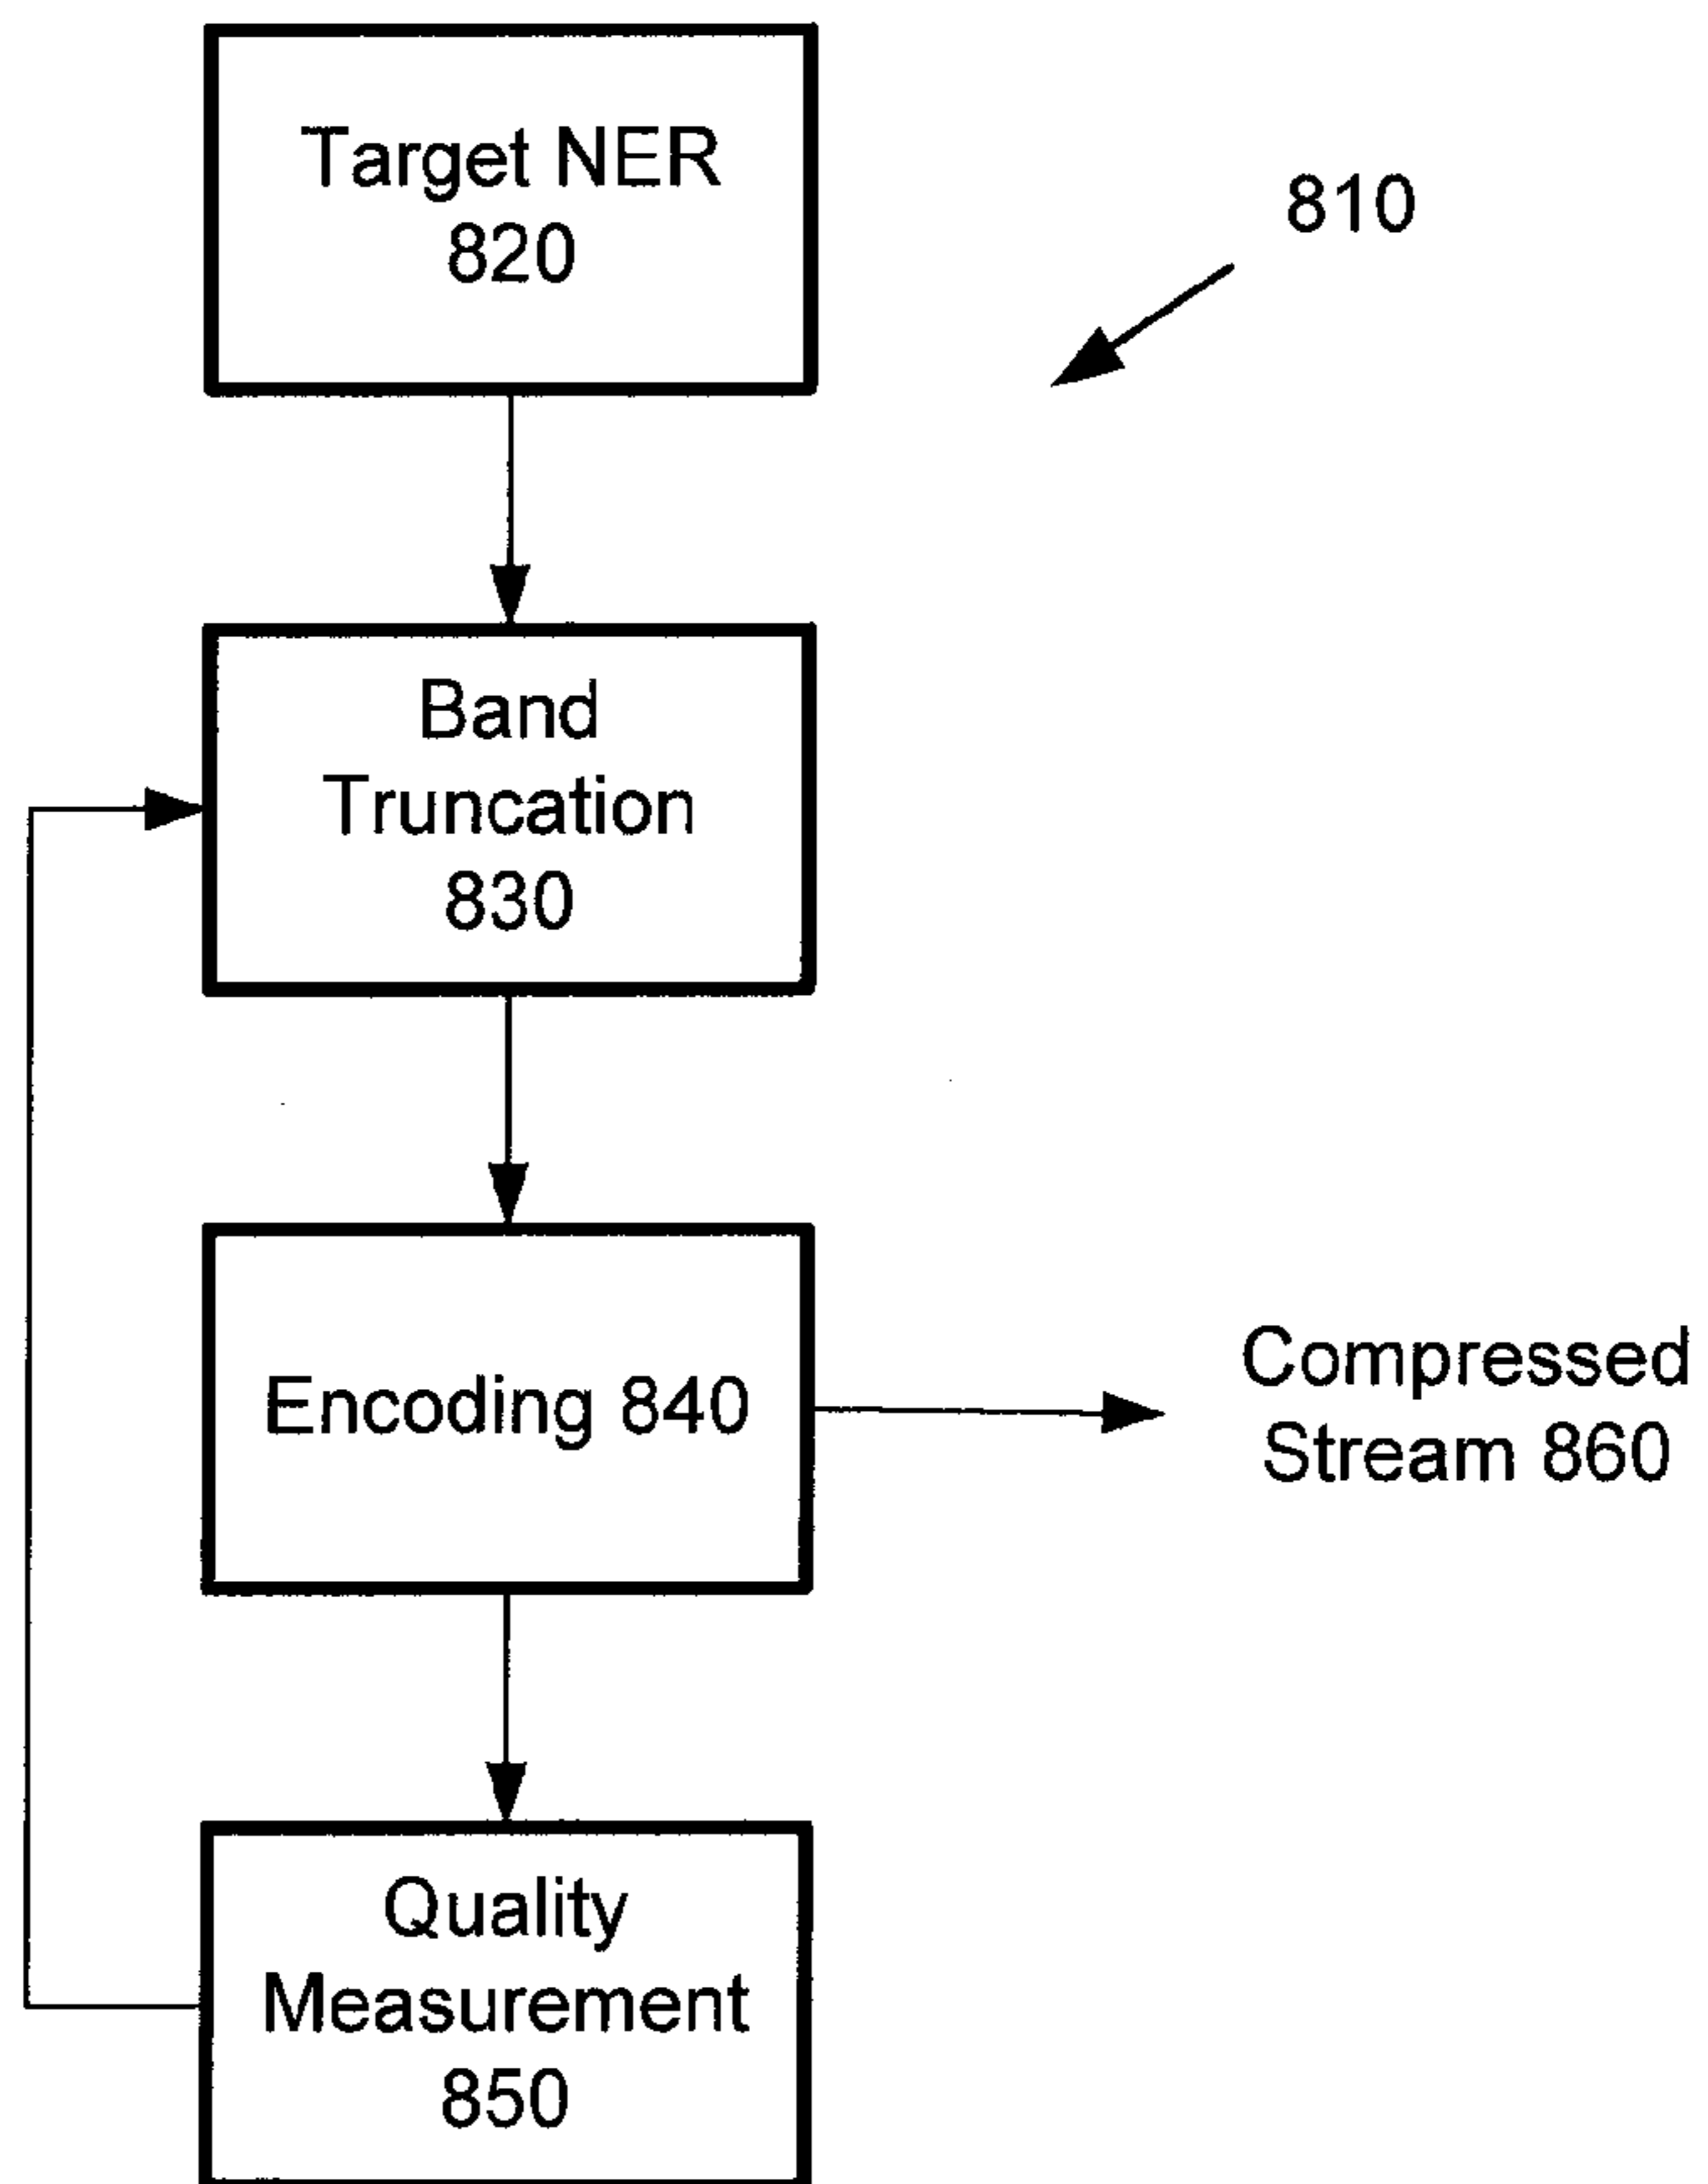 Target NER
820
810
Band
Truncation
830
Encoding 840
Compressed
Stream 860
Quality
Measurement
850